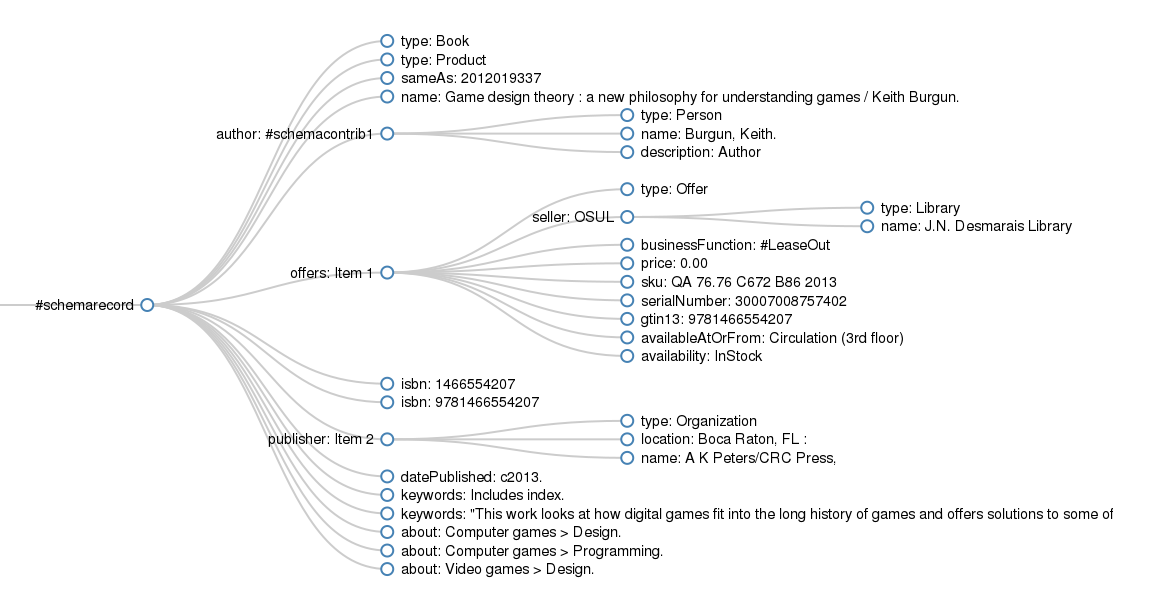 type: Book
type: Product
sameAs: 2012019337
name: Game design theory : a new philosophy for understanding games / Keith Burgun.
type: Person
author: #schemacontrib1
name: Burgun, Keith.
description: Author
type: Offer
seller: OSUL
type: Library
name: J.N. Desmarais Library
businessFunction: #LeaseOut
price: 0.00
offers: Item 1
sku: QA 76.76 C672 B86 2013
serialNumber: 30007008757402
#schemarecord
gtin13: 9781466554207
availableAtOrFrom: Circulation (3rd floor)
availability: InStock
isbn: 1466554207
isbn: 9781466554207
type: Organization
publisher: Item 2
location: Boca Raton, FL :
name: A K Peters/CRC Press,
datePublished: c2013.
keywords: Includes index.
keywords: "This work looks at how digital games fit into the long history of games and offers solutions to some of
about: Computer games > Design.
about: Computer games > Programming.
about: Video games > Design.